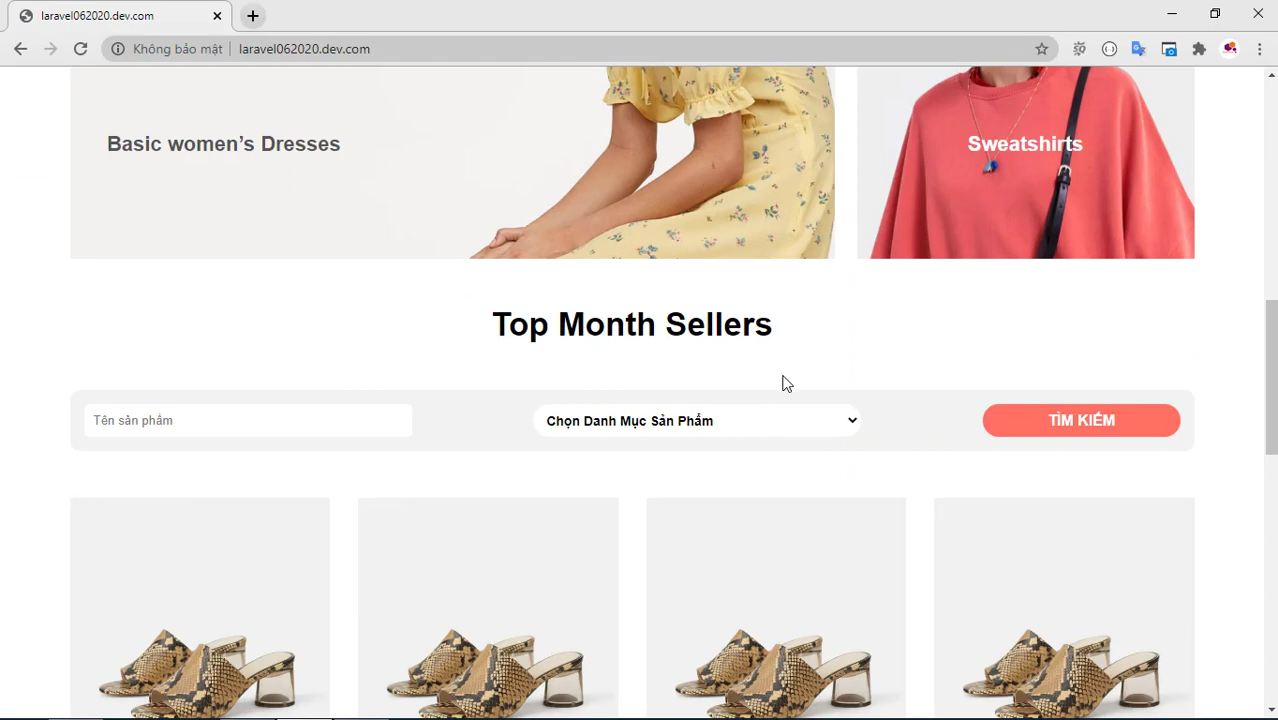 laravel062020.dev.com
Không bảo mật
laravel062020.dev.com
Basic women’s Dresses
Sweatshirts
Top Month Sellers
Tên sản phẩm
Chọn Danh Mục Sản Phẩm
TÌM KIẾM